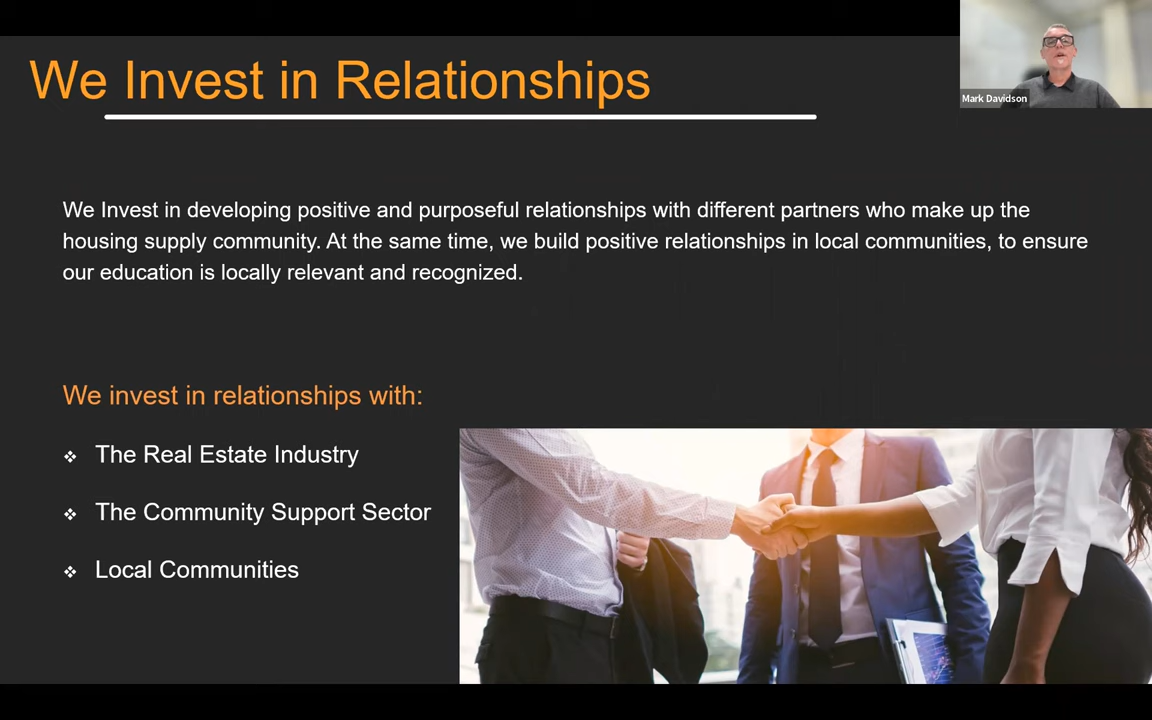 We Invest in Relationships
Mark Davidson
We Invest in developing positive and purposeful relationships with different partners who make up the
housing supply community. At the same time, we build positive relationships in local communities, to ensure
our education is locally relevant and recognized.
We invest in relationships with:
The Real Estate Industry
The Community Support Sector
Local Communities